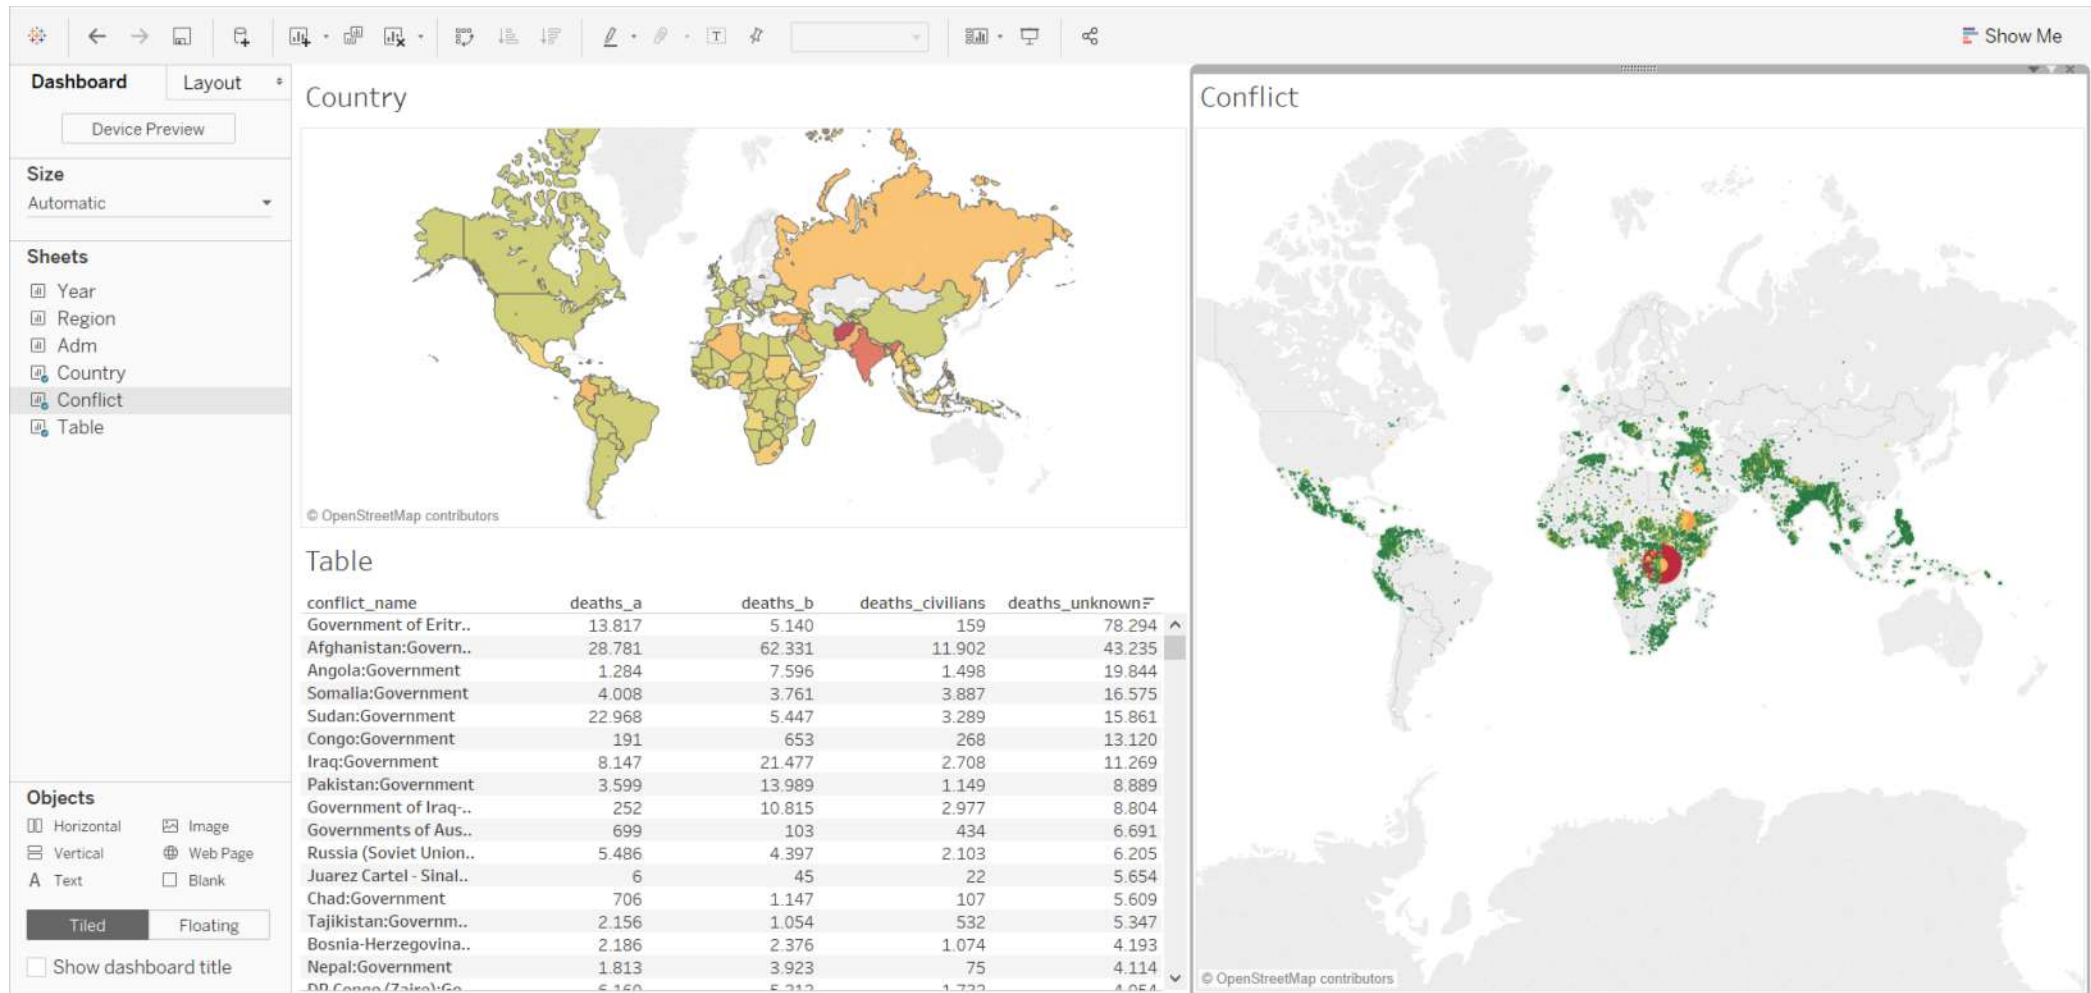 Show Me
Dashboard Layout
Device Preview
Size
Automatic
Sheets
Year
Region
Adm
Country
Conflict
Table
Objects
Horizontal Image
Vertical Web Page
A Text Blank
Tiled Floating
Show dashboard title
Country
© OpenStreetMap contributors
Table
conflict_name deaths_a deaths_b deaths_civilians deaths_unknown
Government of Eritr.. 13.817 5.140 159 78.294
Afghanistan:Govern.. 28.781 62.331 11.902 43.235
Angola:Government 1.284 7.596 1.498 19.844
Somalia:Government 4.008 3.761 3.887 16.575
Sudan:Government 22.968 5.447 3.289 15.861
Congo:Government 191 653 268 13.120
Iraq:Government 8.147 21.477 2.708 11.269
Pakistan:Government 3.599 13.989 1.149 8.889
Government of Iraq-.. 252 10.815 2.977 8.804
Governments of Aus.. 699 103 434 6.691
Russia (Soviet Union.. 5.486 4.397 2.103 6.205
Juarez Cartel - Sinal.. 6 45 22 5.654
Chad:Government 706 1.147 107 5.609
Tajikistan:Governm.. 2.156 1.054 532 5.347
Bosnia-Herzegovina.. 2.186 2.376 1.074 4.193
Nepal:Government 1.813 3.923 75 4.114
DR Congo (Zaire):Go
Conflict
© OpenStreetMap contributors